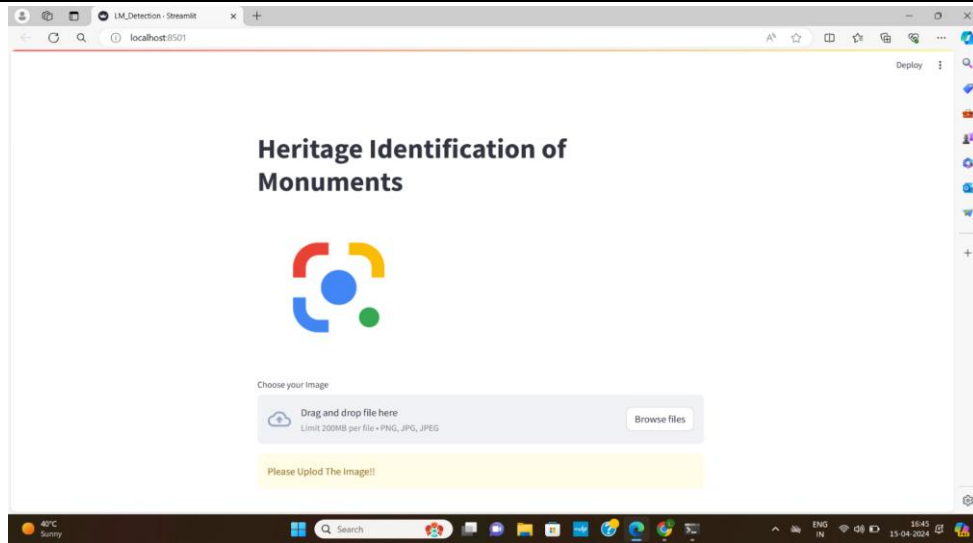 LM_Detection - Streamlit
localhost:8501
Deploy
Heritage Identification of
Monuments
Choose your Image
Drag and drop file here
Limit 200MB per file • PNG, JPG, JPEG
Browse files
Please Uplod The Image!!
40°C
Sunny
Search
ENG
IN
16:45
15-04-2024